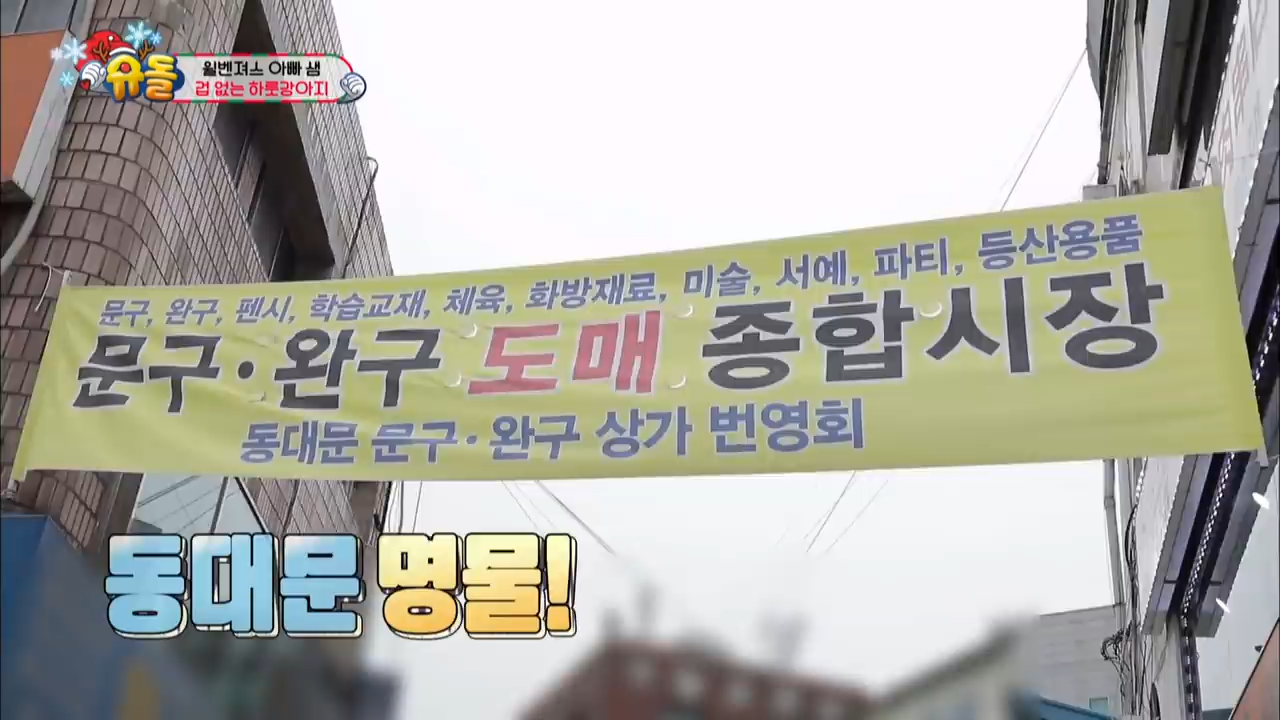 슈돌
윌벤져스 아빠 샘
겁 없는 하룻강아지
문구, 완구, 펜시, 학습교재, 체육, 화방재료, 미술, 서예, 파티, 등산용품
문구·완구 도매 종합시장
동대문 문구·완구 상가 번영회
동대문 명물!